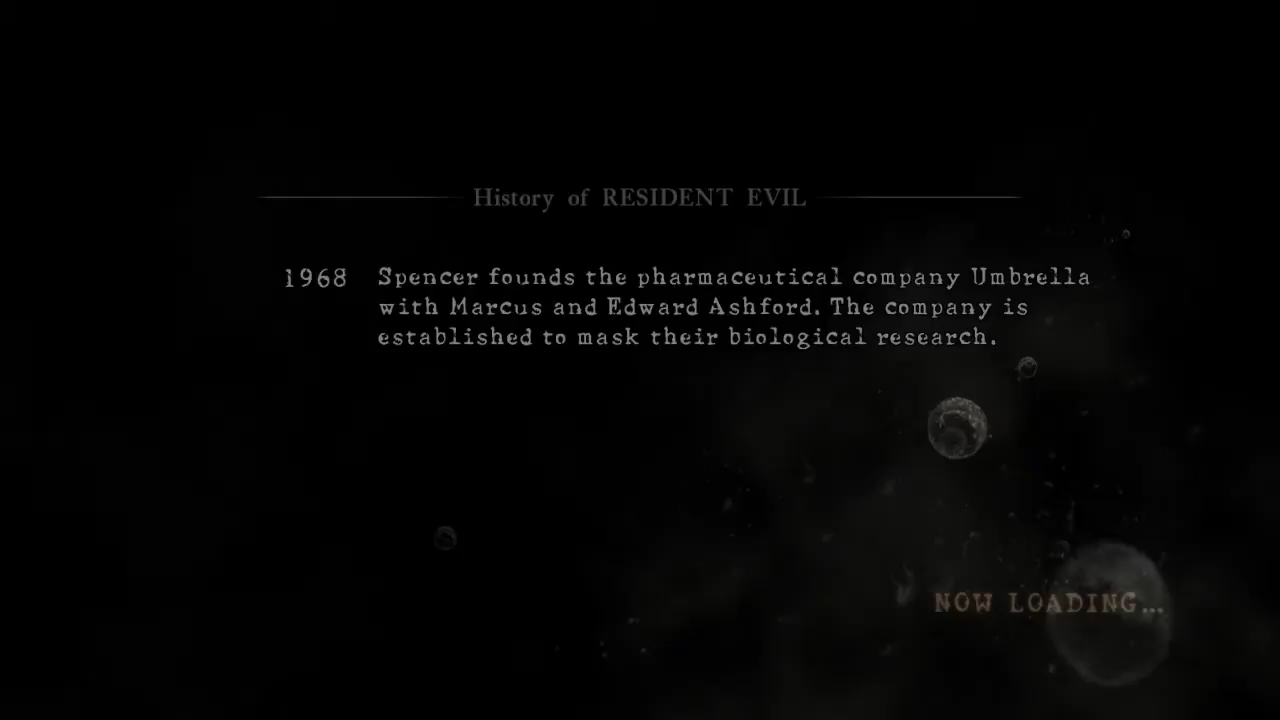 History of RESIDENT EVIL
1968 Spencer founds the pharmaceutical company Umbrella
with Marcus and Edward Ashford. The company is
established to mask their biological research.
NOW LOADING...